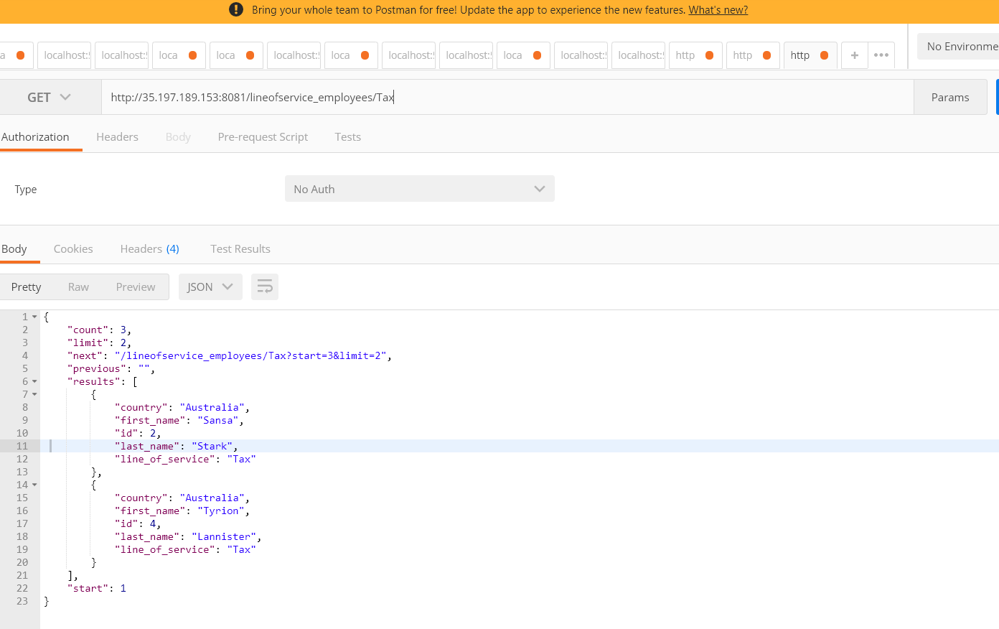 Bring your whole team to Postman for free! Update the app to experience the new features. What's new?
a localhost: localhost: loca loca localhost: loca localhost: localhost: loca localhost: localhost: http http http + ••• No Environme
GET http://35.197.189.153:8081/lineofservice_employees/Tax Params
Authorization Headers Body Pre-request Script Tests
Type No Auth
Body Cookies Headers (4) Test Results
Pretty Raw Preview JSON
1 {
2 "count": 3,
3 "limit": 2,
4 "next": "/lineofservice_employees/Tax?start=3&limit=2",
5 "previous": "",
6 "results": [
7 {
8 "country": "Australia",
9 "first_name": "Sansa",
10 "id": 2,
11 "last_name": "Stark",
12 "line_of_service": "Tax"
13 },
14 {
15 "country": "Australia",
16 "first_name": "Tyrion",
17 "id": 4,
18 "last_name": "Lannister",
19 "line_of_service": "Tax"
20 }
21 ],
22 "start": 1
23 }